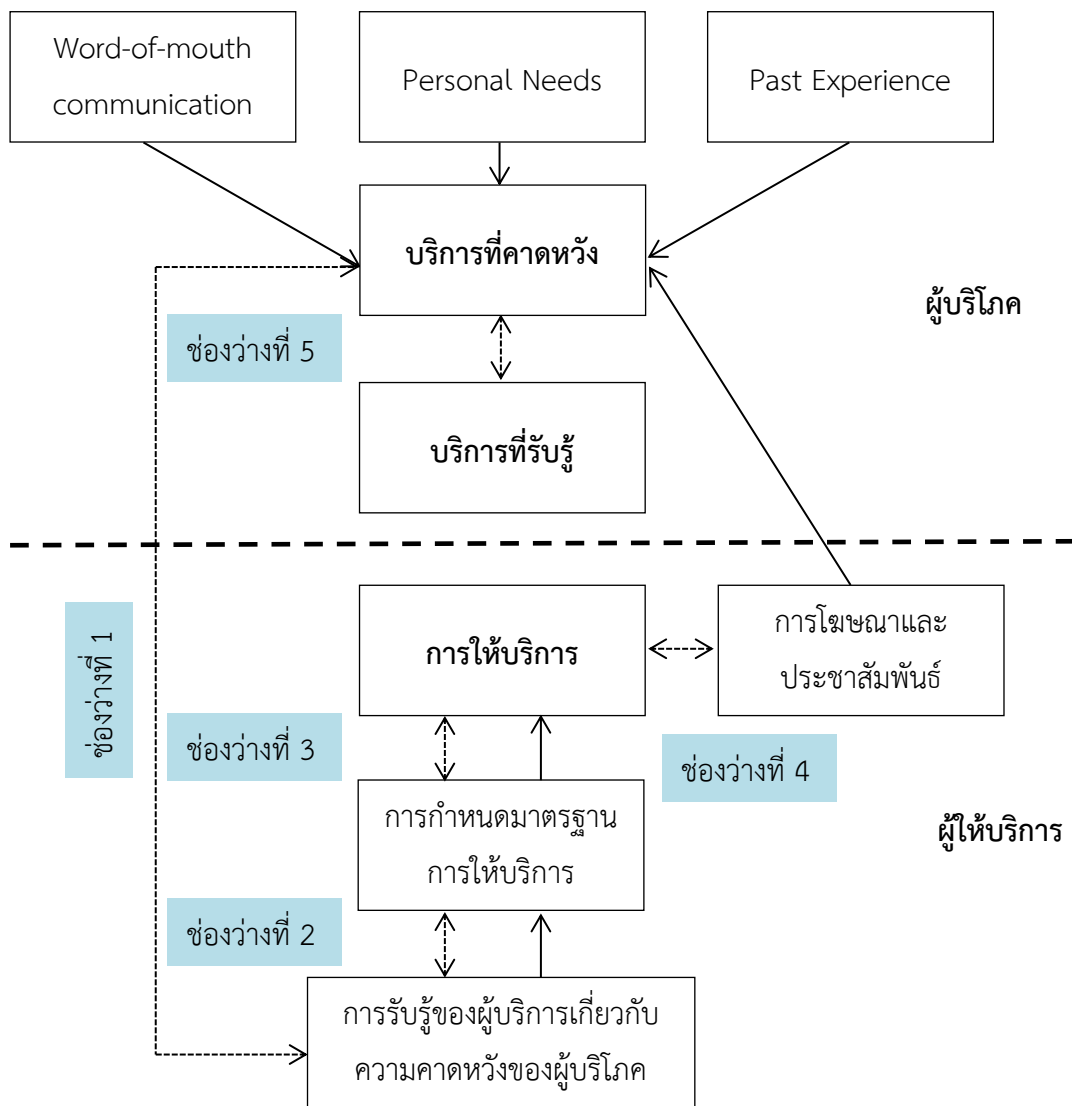 Word-of-mouth
communication
Personal Needs
Past Experience
บริการที่คาดหวัง
ผู้บริโภค
ช่องว่างที่ 5
บริการที่รับรู้
ช่องว่างที่ 1
การให้บริการ
การโฆษณาและ
ประชาสัมพันธ์
ช่องว่างที่ 3
ช่องว่างที่ 4
การกำหนดมาตรฐาน
การให้บริการ
ผู้ให้บริการ
ช่องว่างที่ 2
การรับรู้ของผู้บริการเกี่ยวกับ
ความคาดหวังของผู้บริโภค